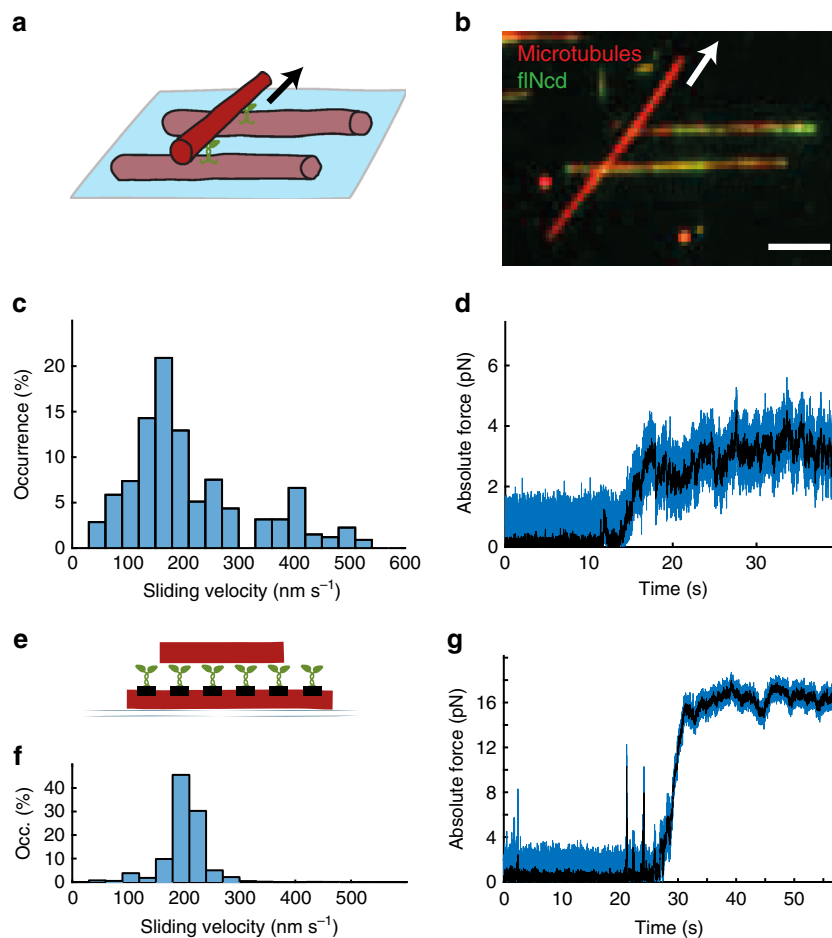 a
b
Microtubules
flNcd
c
Occurrence (%)
20
15
10
5
0
0 100 200 300 400 500 600
Sliding velocity (nm s⁻¹)
d
Absolute force (pN)
6
4
2
0
0 10 20 30
Time (s)
e
f
Occ. (%)
40
30
20
10
0
0 100 200 300 400 500
Sliding velocity (nm s⁻¹)
g
Absolute force (pN)
16
12
8
4
0
0 10 20 30 40 50
Time (s)